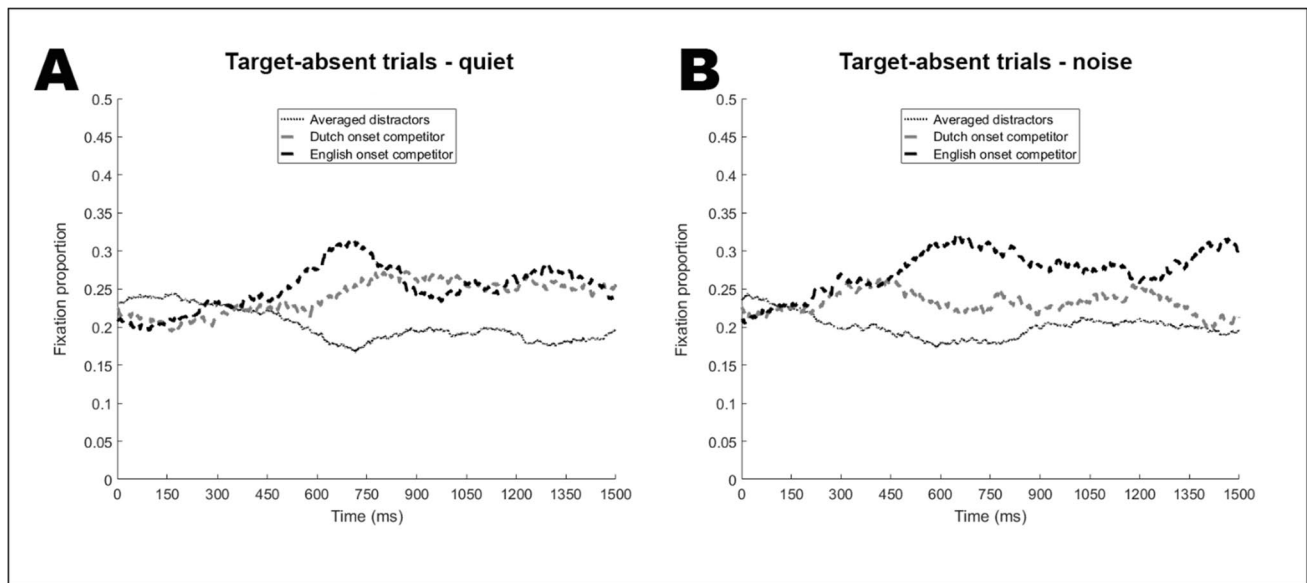 A
Target-absent trials - quiet
0.5
0.45
0.4
0.35
0.3
0.25
0.2
0.15
0.1
0.05
0
Fixation proportion
Averaged distractors
Dutch onset competitor
English onset competitor
0 150 300 450 600 750 900 1050 1200 1350 1500
Time (ms)
B
Target-absent trials - noise
0.5
0.45
0.4
0.35
0.3
0.25
0.2
0.15
0.1
0.05
0
Fixation proportion
Averaged distractors
Dutch onset competitor
English onset competitor
0 150 300 450 600 750 900 1050 1200 1350 1500
Time (ms)